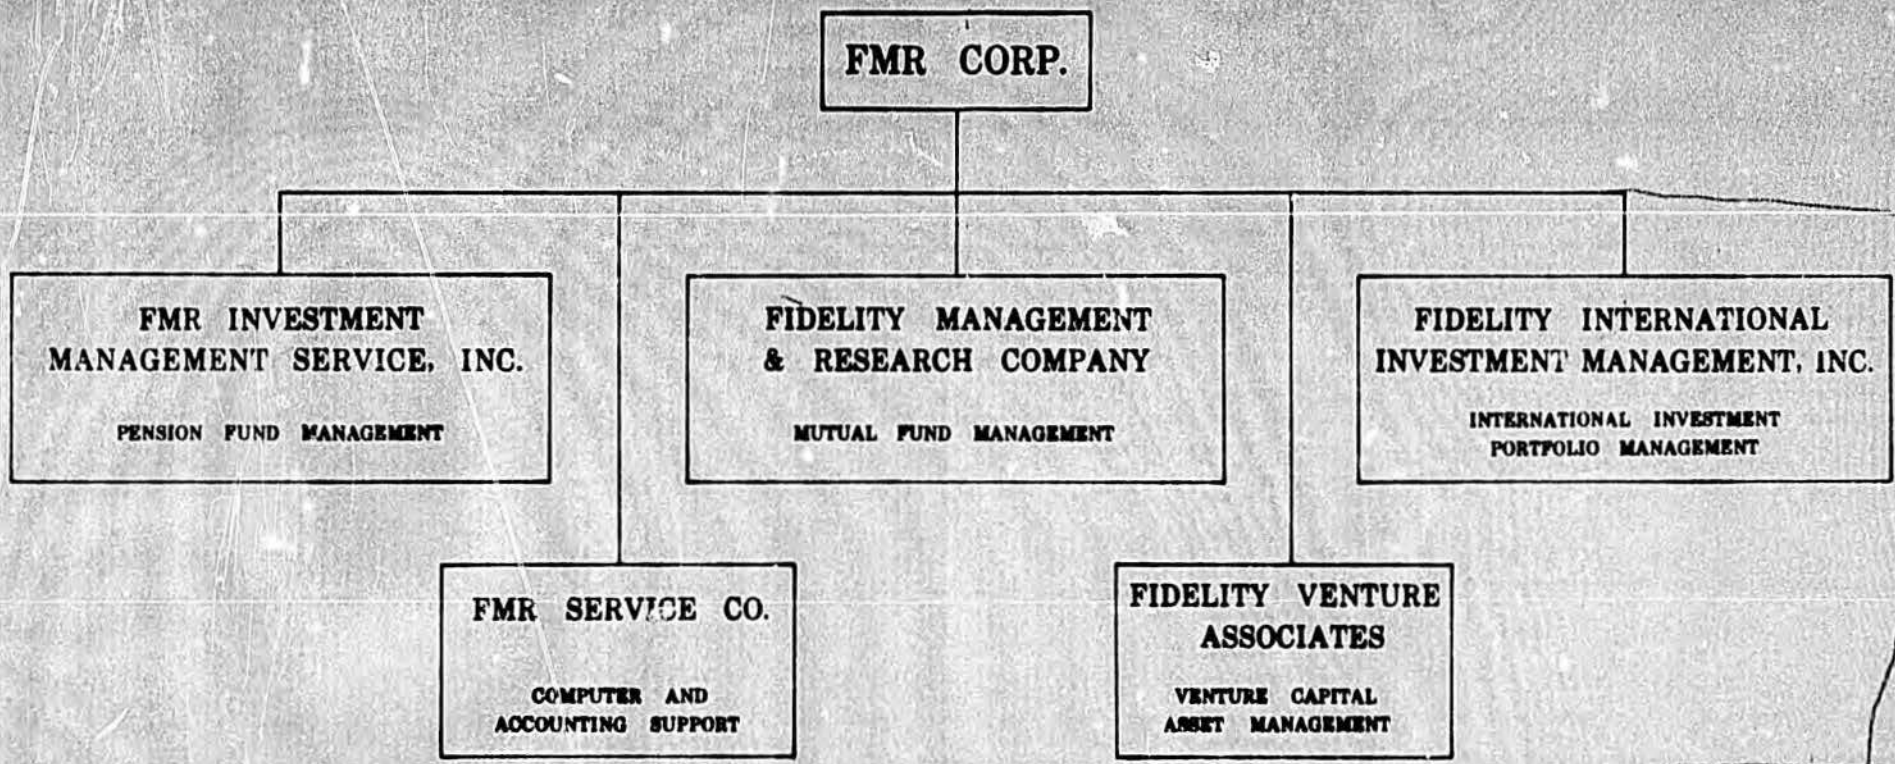 FMR CORP.
FMR INVESTMENT
MANAGEMENT SERVICE, INC.
PENSION FUND MANAGEMENT
FIDELITY MANAGEMENT
& RESEARCH COMPANY
MUTUAL FUND MANAGEMENT
FIDELITY INTERNATIONAL
INVESTMENT MANAGEMENT, INC.
INTERNATIONAL INVESTMENT
PORTFOLIO MANAGEMENT
FMR SERVICE CO.
COMPUTER AND
ACCOUNTING SUPPORT
FIDELITY VENTURE
ASSOCIATES
VENTURE CAPITAL
ASSET MANAGEMENT